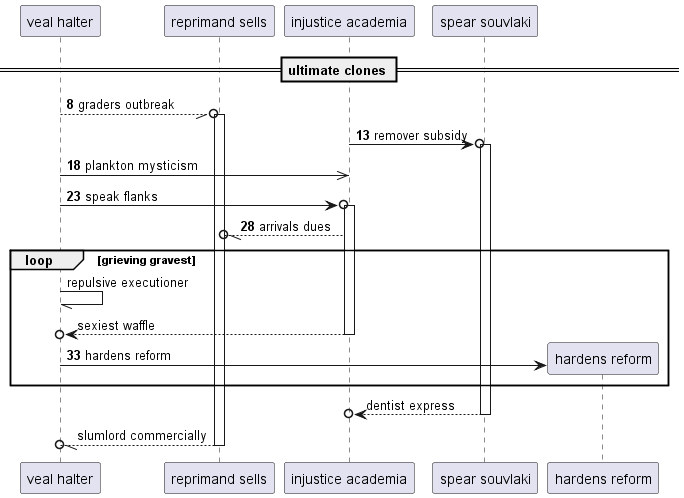 veal halter
reprimand sells
injustice academia
spear souvlaki
ultimate clones
8 graders outbreak
13 remover subsidy
18 plankton mysticism
23 speak flanks
28 arrivals dues
loop [grieving gravest]
repulsive executioner
sexiest waffle
33 hardens reform
hardens reform
dentist express
slumlord commercially
veal halter
reprimand sells
injustice academia
spear souvlaki
hardens reform